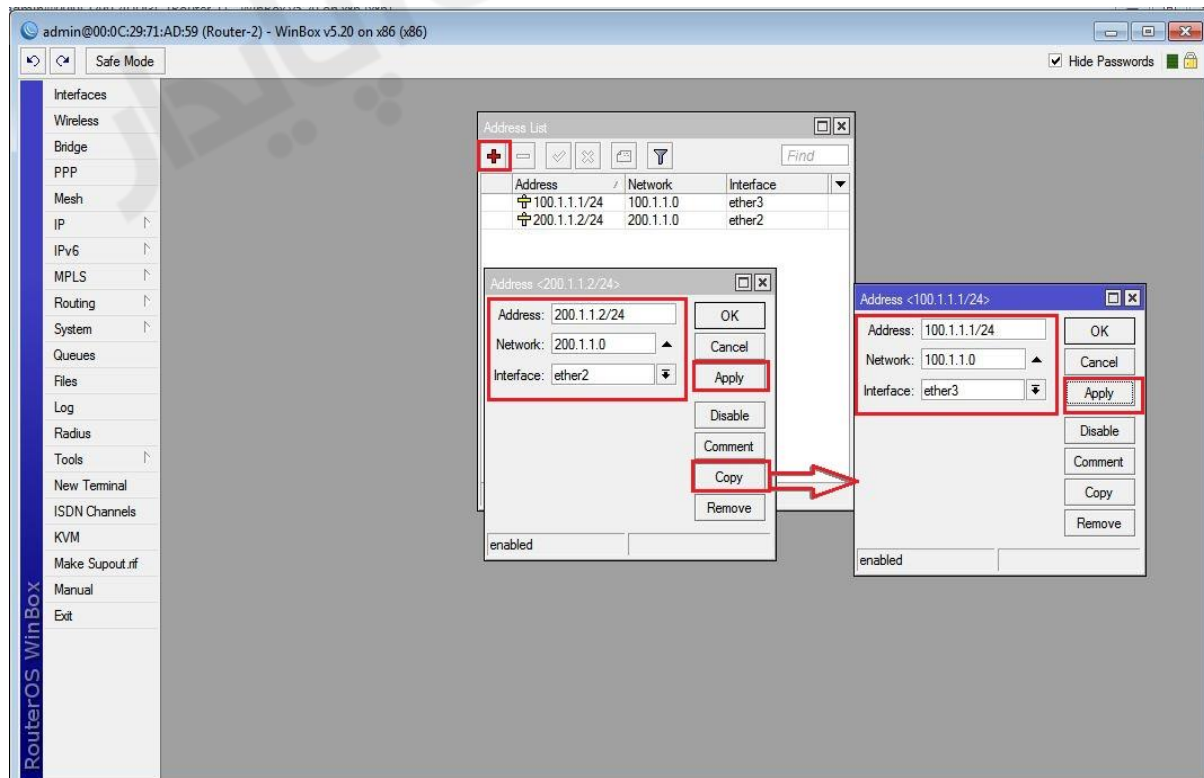 admin@00:0C:29:71:AD:59 (Router-2) - WinBox v5.20 on x86 (x86)
Safe Mode
Hide Passwords
Interfaces
Wireless
Bridge
PPP
Mesh
IP
IPv6
MPLS
Routing
System
Queues
Files
Log
Radius
Tools
New Terminal
ISDN Channels
KVM
Make Supout.rif
Manual
Exit
RouterOS WinBox
Address List
Find
Address Network Interface
100.1.1.1/24 100.1.1.0 ether3
200.1.1.2/24 200.1.1.0 ether2
Address <200.1.1.2/24>
Address: 200.1.1.2/24
Network: 200.1.1.0
Interface: ether2
OK
Cancel
Apply
Disable
Comment
Copy
Remove
enabled
Address <100.1.1.1/24>
Address: 100.1.1.1/24
Network: 100.1.1.0
Interface: ether3
OK
Cancel
Apply
Disable
Comment
Copy
Remove
enabled